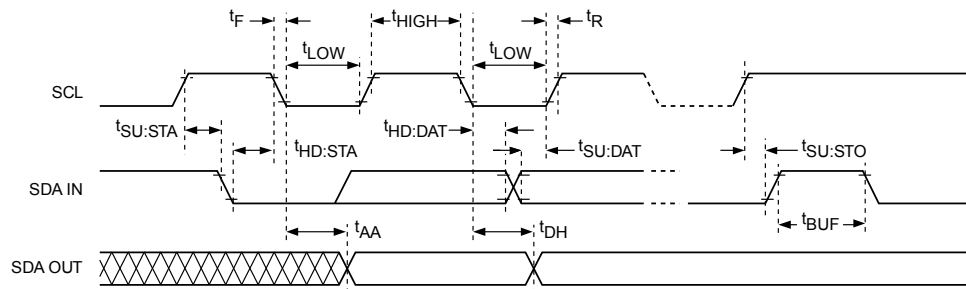 tF
tHIGH
tR
tLOW
tLOW
SCL
tSU:STA
tHD:STA
tHD:DAT
tSU:DAT
tSU:STO
SDA IN
tAA
tDH
tBUF
SDA OUT